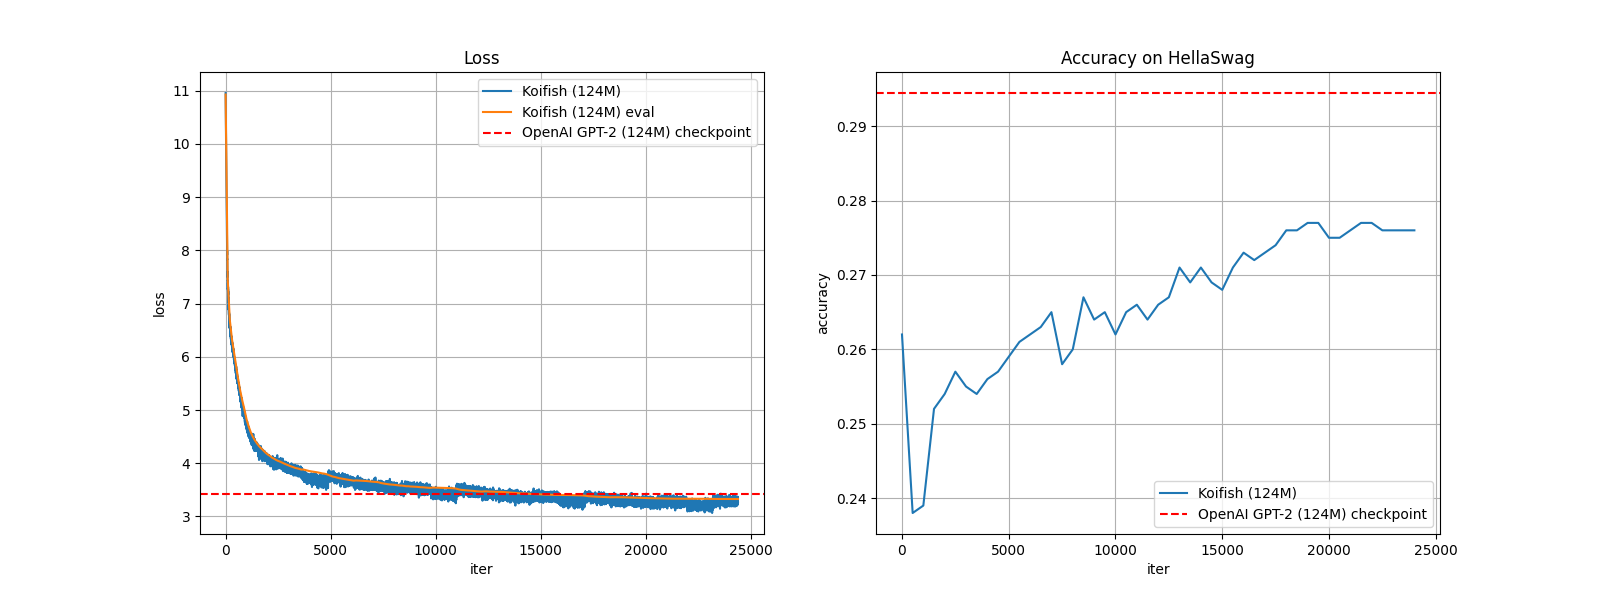 Loss
11
10
9
8
7
6
5
4
3
loss
0
5000
10000
15000
20000
25000
iter
Koifish (124M)
Koifish (124M) eval
OpenAI GPT-2 (124M) checkpoint
Accuracy on HellaSwag
0.29
0.28
0.27
0.26
0.25
0.24
accuracy
0
5000
10000
15000
20000
25000
iter
Koifish (124M)
OpenAI GPT-2 (124M) checkpoint